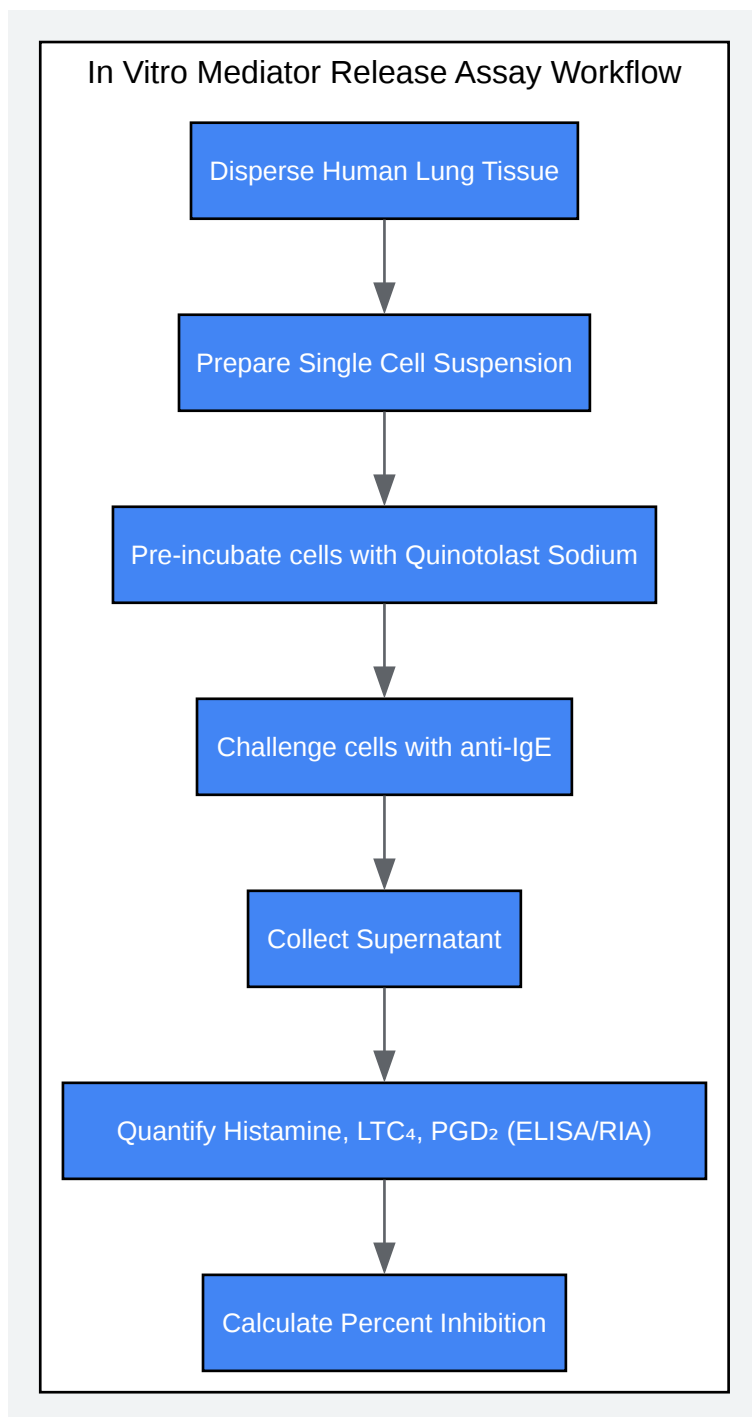 In Vitro Mediator Release Assay Workflow
Disperse Human Lung Tissue
Prepare Single Cell Suspension
Pre-incubate cells with Quinotolast Sodium
Challenge cells with anti-IgE
Collect Supernatant
Quantify Histamine, LTC₄, PGD₂ (ELISA/RIA)
Calculate Percent Inhibition